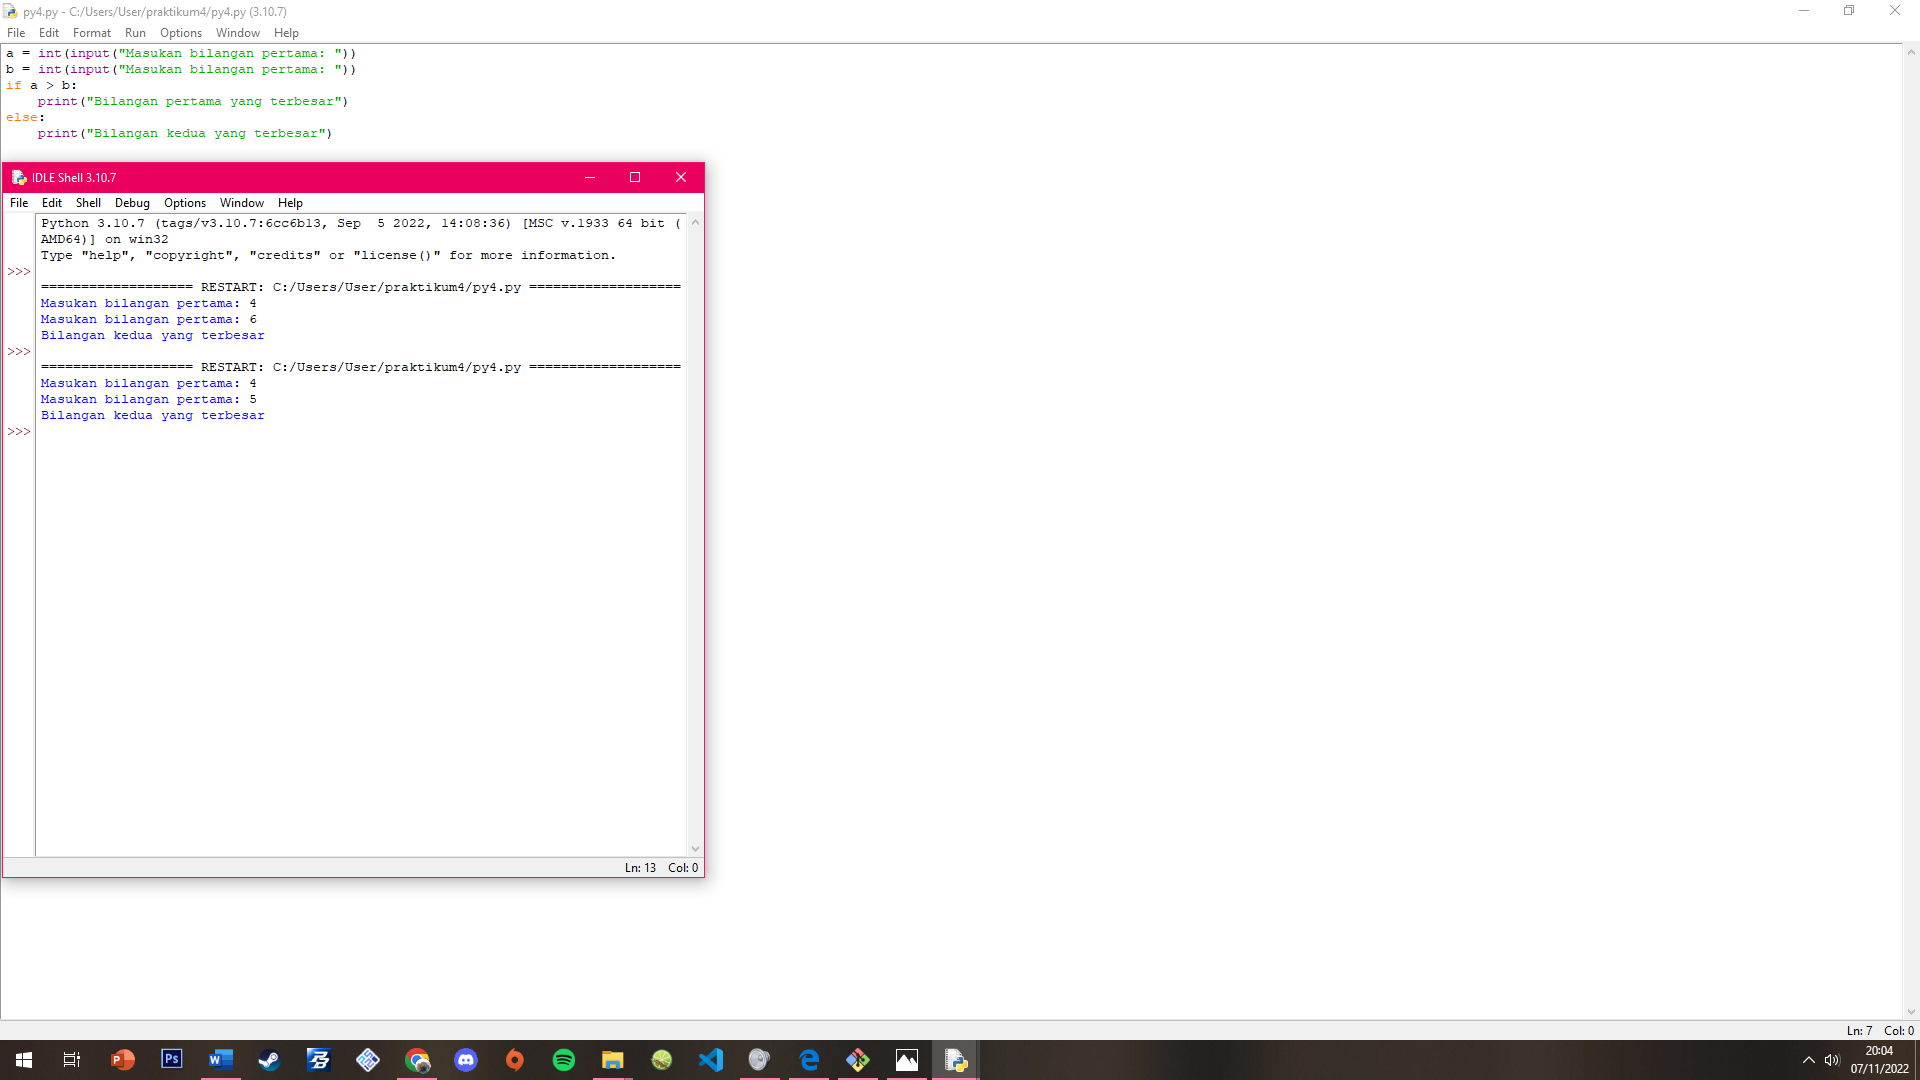 py4.py - C:/Users/User/praktikum4/py4.py (3.10.7)
File Edit Format Run Options Window Help
a = int(input("Masukan bilangan pertama: "))
b = int(input("Masukan bilangan pertama: "))
if a > b:
    print("Bilangan pertama yang terbesar")
else:
    print("Bilangan kedua yang terbesar")
IDLE Shell 3.10.7
File Edit Shell Debug Options Window Help
Python 3.10.7 (tags/v3.10.7:6cc6b13, Sep  5 2022, 14:08:36) [MSC v.1933 64 bit (
AMD64)] on win32
Type "help", "copyright", "credits" or "license()" for more information.
>>>
=================== RESTART: C:/Users/User/praktikum4/py4.py ===================
Masukan bilangan pertama: 4
Masukan bilangan pertama: 6
Bilangan kedua yang terbesar
>>>
=================== RESTART: C:/Users/User/praktikum4/py4.py ===================
Masukan bilangan pertama: 4
Masukan bilangan pertama: 5
Bilangan kedua yang terbesar
>>>
Ln: 13 Col: 0
Ln: 7 Col: 0
Ps
20:04
07/11/2022